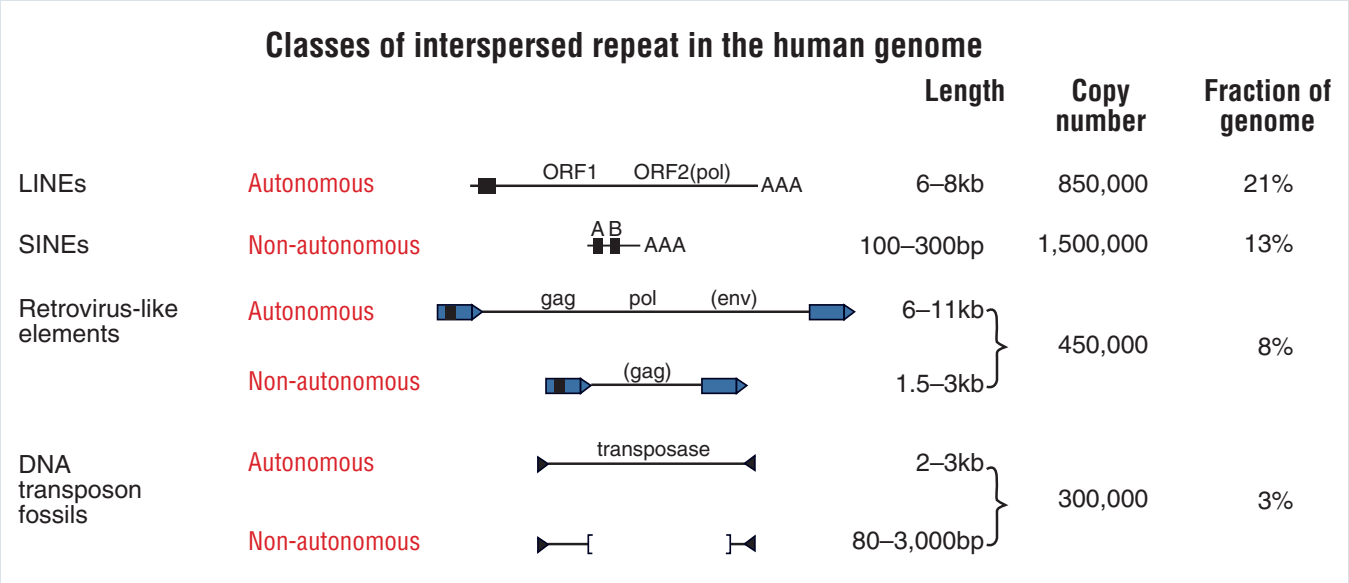 Classes of interspersed repeat in the human genome
Length Copy number Fraction of genome
LINEs Autonomous ORF1 ORF2(pol) AAA 6–8kb 850,000 21%
SINEs Non-autonomous A B AAA 100–300bp 1,500,000 13%
Retrovirus-like elements Autonomous gag pol (env) 6–11kb 450,000 8%
Non-autonomous (gag) 1.5–3kb
DNA transposon fossils Autonomous transposase 2–3kb 300,000 3%
Non-autonomous 80–3,000bp